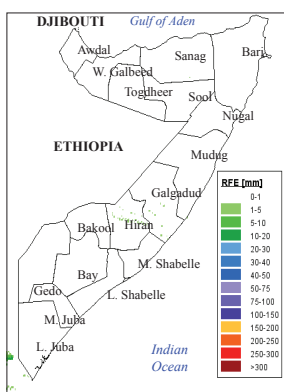 DJIBOUTI
Gulf of Aden
Awdal
Sanag
Bari
W. Galbeed
Togdheer
Sool
Nugal
ETHIOPIA
Mudug
Galgadud
RFE [mm]
0-1
1-5
5-10
10-20
20-30
30-40
40-50
50-75
75-100
100-150
150-200
200-250
250-300
>300
Bakool
Hiran
M. Shabelle
Bay
Gedo
L. Shabelle
M. Juba
L. Juba
Indian
Ocean